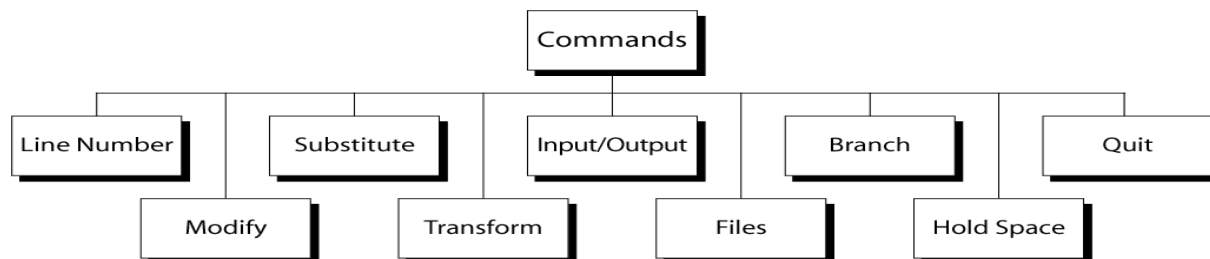 Commands
Line Number
Substitute
Input/Output
Branch
Quit
Modify
Transform
Files
Hold Space